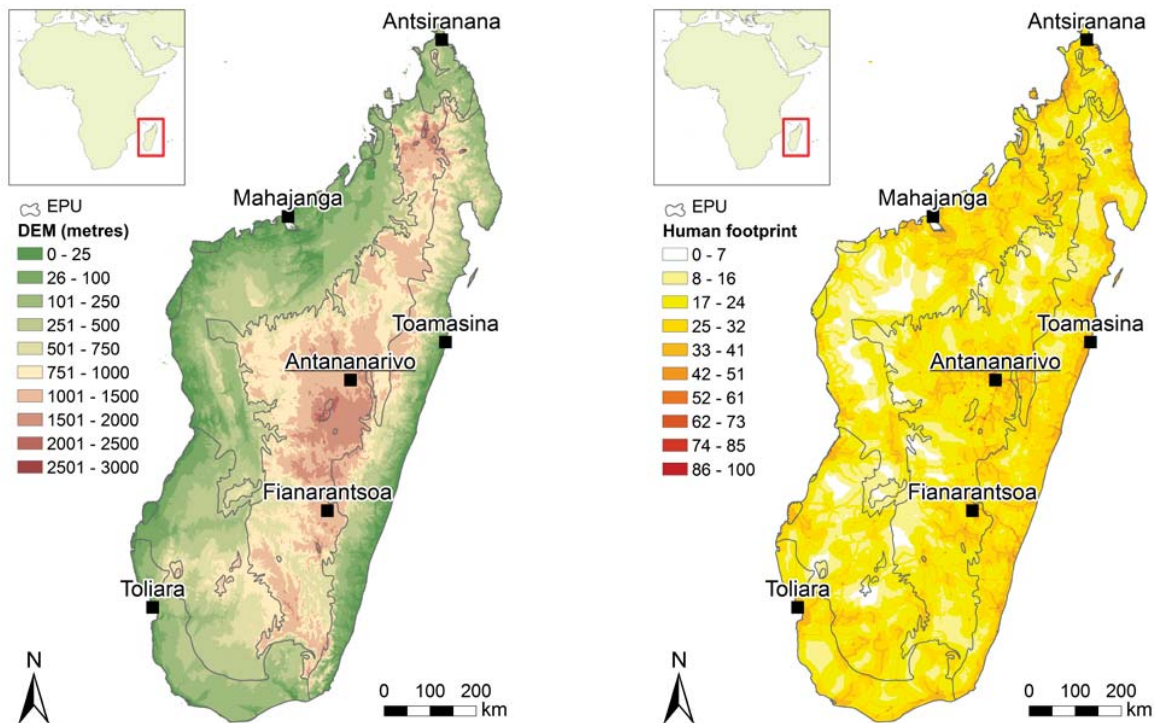 Antsiranana
Mahajanga
EPU
DEM (metres)
0 - 25
26 - 100
101 - 250
251 - 500
501 - 750
751 - 1000
1001 - 1500
1501 - 2000
2001 - 2500
2501 - 3000
Toamasina
Antananarivo
Fianarantsoa
Toliara
N
0 100 200
km
Antsiranana
Mahajanga
EPU
Human footprint
0 - 7
8 - 16
17 - 24
25 - 32
33 - 41
42 - 51
52 - 61
62 - 73
74 - 85
86 - 100
Toamasina
Antananarivo
Fianarantsoa
Toliara
N
0 100 200
km